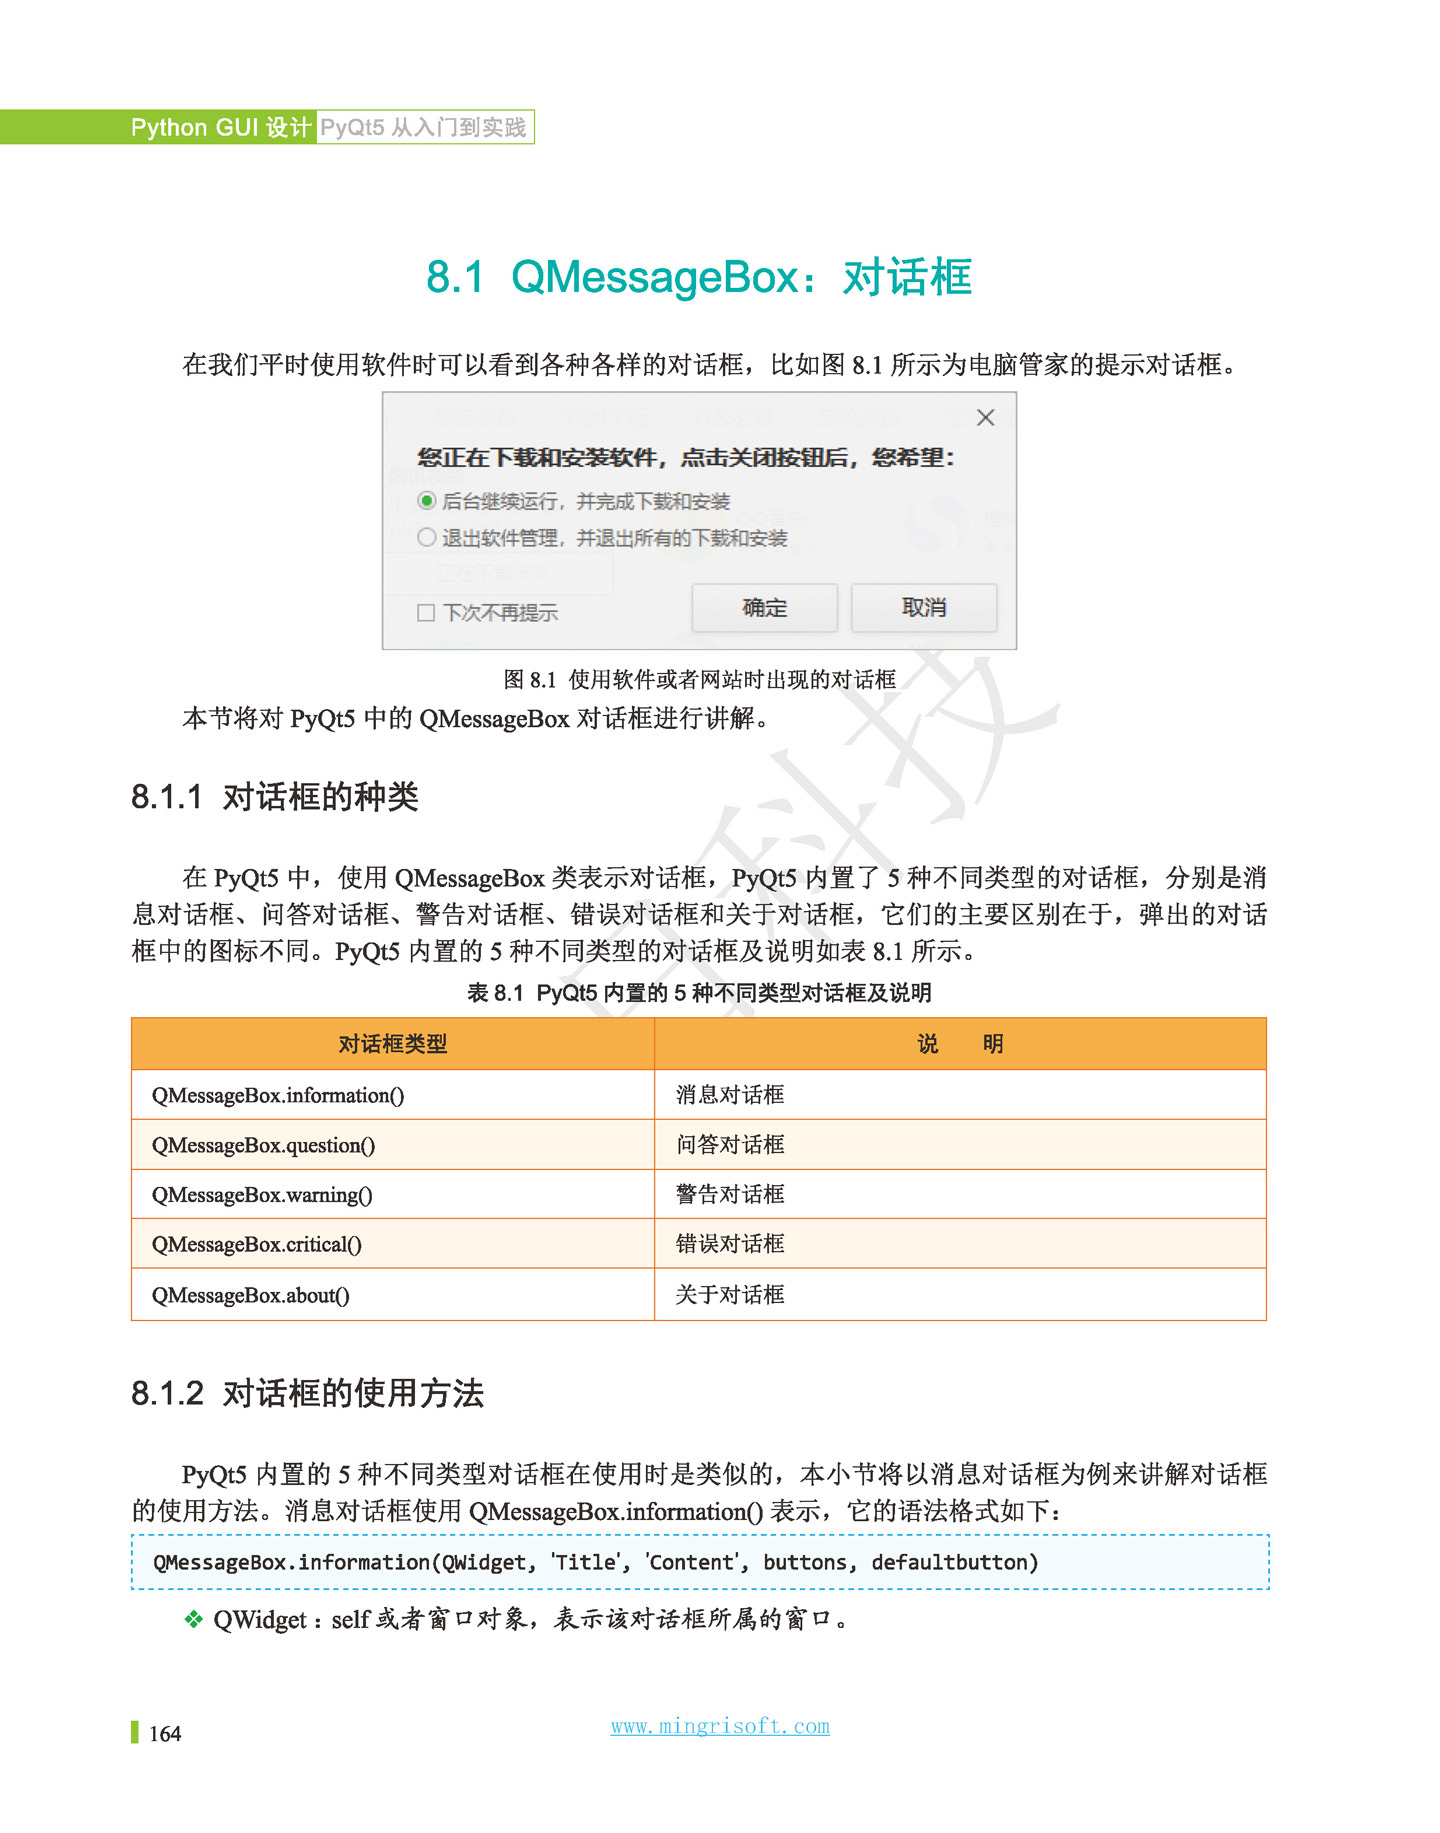 Python GUI 设计 PyQt5 从入门到实践
8.1 QMessageBox：对话框
在我们平时使用软件时可以看到各种各样的对话框，比如图 8.1 所示为电脑管家的提示对话框。
您正在下载和安装软件，点击关闭按钮后，您希望：
后台继续运行，并完成下载和安装
退出软件管理，并退出所有的下载和安装
正在下载 6%
下次不再提示 确定 取消
图 8.1 使用软件或者网站时出现的对话框
本节将对 PyQt5 中的 QMessageBox 对话框进行讲解。
8.1.1 对话框的种类
在 PyQt5 中，使用 QMessageBox 类表示对话框，PyQt5 内置了 5 种不同类型的对话框，分别是消
息对话框、问答对话框、警告对话框、错误对话框和关于对话框，它们的主要区别在于，弹出的对话
框中的图标不同。PyQt5 内置的 5 种不同类型的对话框及说明如表 8.1 所示。
表 8.1 PyQt5 内置的 5 种不同类型对话框及说明
对话框类型 说 明
QMessageBox.information() 消息对话框
QMessageBox.question() 问答对话框
QMessageBox.warning() 警告对话框
QMessageBox.critical() 错误对话框
QMessageBox.about() 关于对话框
8.1.2 对话框的使用方法
PyQt5 内置的 5 种不同类型对话框在使用时是类似的，本小节将以消息对话框为例来讲解对话框
的使用方法。消息对话框使用 QMessageBox.information() 表示，它的语法格式如下：
QMessageBox.information(QWidget, 'Title', 'Content', buttons, defaultbutton)
❖ QWidget：self 或者窗口对象，表示该对话框所属的窗口。
164 www.mingrisoft.com
日科技